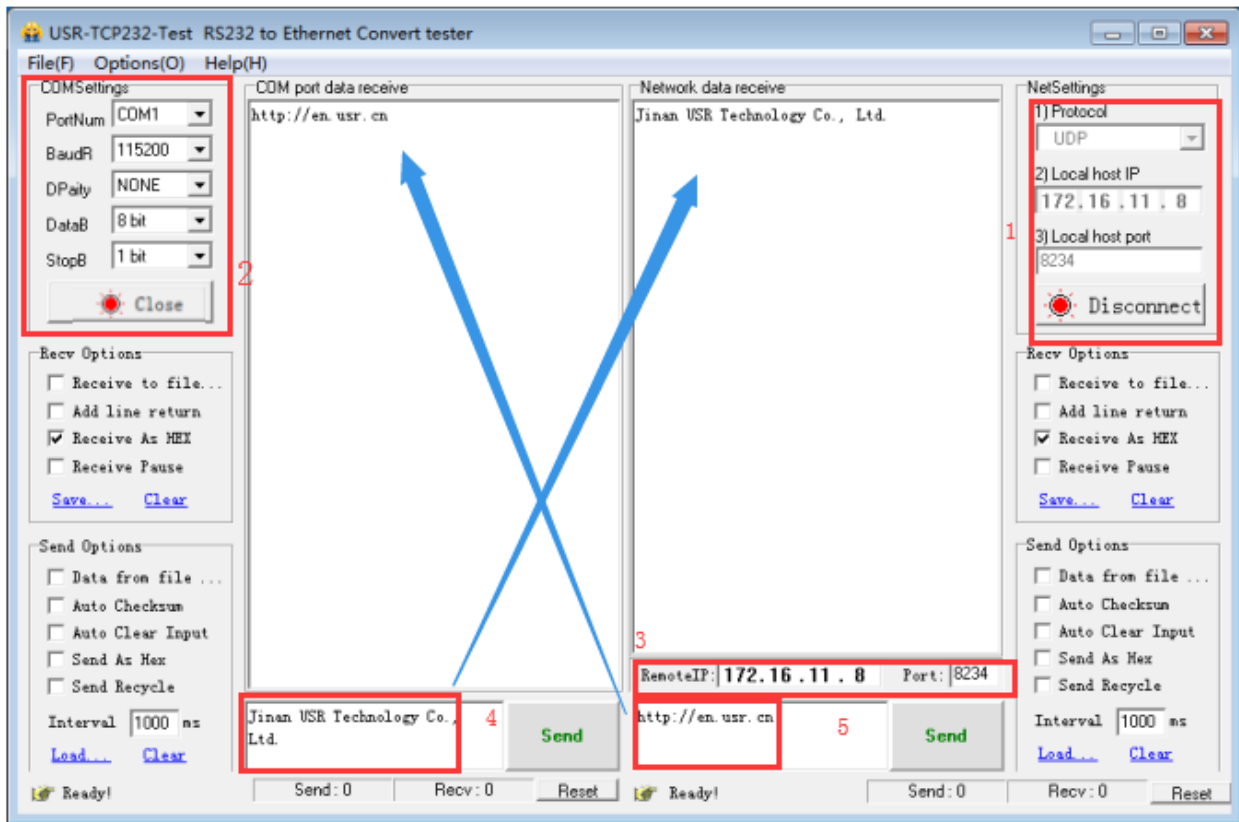 USR-TCP232-Test RS232 to Ethernet Convert tester
File(F) Options(O) Help(H)
COMSettings
PortNum COM1
BaudR 115200
DPaity NONE
DataB 8 bit
StopB 1 bit
Close
2
Recv Options
Receive to file...
Add line return
Receive As HEX
Receive Pause
Save... Clear
Send Options
Data from file ...
Auto Checksum
Auto Clear Input
Send As Hex
Send Recycle
Interval 1000 ms
Load... Clear
Ready!
COM port data receive
http://en.usr.cn
Jinan USR Technology Co.,
Ltd.
4
Send
Send: 0 Recv: 0 Reset
Network data receive
Jinan USR Technology Co., Ltd.
3
RemoteIP: 172.16.11.8 Port: 8234
http://en.usr.cn
5
Send
Ready! Send: 0 Recv: 0 Reset
NetSettings
1) Protocol
UDP
2) Local host IP
172.16.11.8
1
3) Local host port
8234
Disconnect
Recv Options
Receive to file...
Add line return
Receive As HEX
Receive Pause
Save... Clear
Send Options
Data from file ...
Auto Checksum
Auto Clear Input
Send As Hex
Send Recycle
Interval 1000 ms
Load... Clear